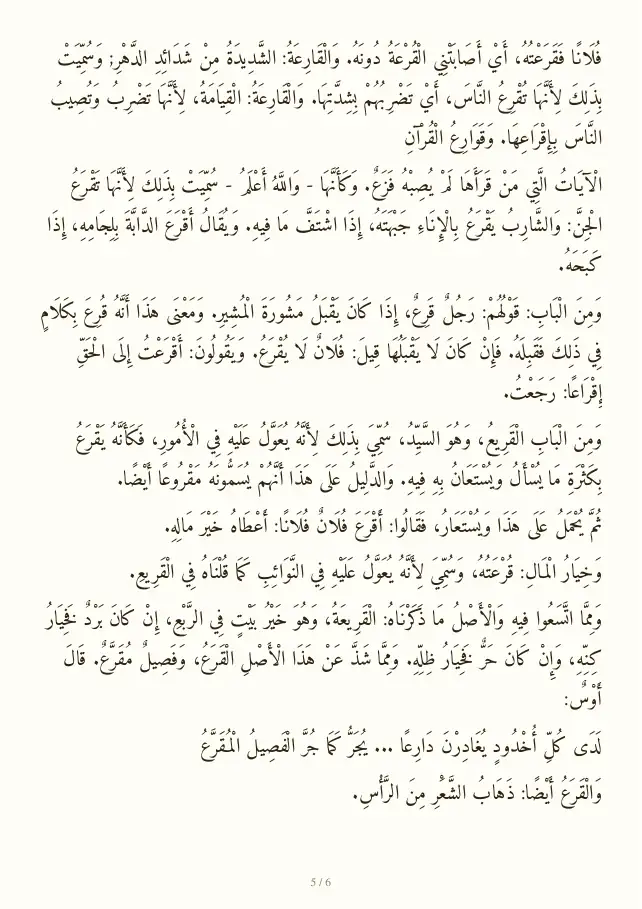 فُلَانًا فَقَرَعْتُهُ، أَيْ أَصَابَتْنِي الْقُرْعَةُ دُونَهُ. وَالْقَارِعَةُ: الشَّدِيدَةُ مِنْ شَدَائِدِ الدَّهْرِ; وَسُمِّيَتْ
بِذَلِكَ لِأَنَّهَا تُقْرِعُ النَّاسَ، أَيْ تَضْرِبُهُمْ بِشِدَّتِهَا. وَالْقَارِعَةُ: الْقِيَامَةُ، لِأَنَّهَا تَضْرِبُ وَتُصِيبُ
النَّاسَ بِإِقْرَاعِهَا. وَقَوَارِعُ الْقُرْآنِ
الْآيَاتُ الَّتِي مَنْ قَرَأَهَا لَمْ يُصِبْهُ فَزَعٌ. وَكَأَنَّهَا - وَاللَّهُ أَعْلَمُ - سُمِّيَتْ بِذَلِكَ لِأَنَّهَا تَقْرَعُ
الْجِنَّ: وَالشَّارِبُ يَقْرَعُ بِالْإِنَاءِ جَبْهَتَهُ، إِذَا اشْتَفَّ مَا فِيهِ. وَيُقَالُ أَقْرَعَ الدَّابَّةَ بِلِجَامِهِ، إِذَا
كَبَحَهُ.
وَمِنَ الْبَابِ: قَوْلُهُمْ: رَجُلٌ قَرِعٌ، إِذَا كَانَ يَقْبَلُ مَشُورَةَ الْمُشِيرِ. وَمَعْنَى هَذَا أَنَّهُ قُرِعَ بِكَلَامٍ
فِي ذَلِكَ فَقَبِلَهُ. فَإِنْ كَانَ لَا يَقْبَلُهَا قِيلَ: فُلَانٌ لَا يُقْرَعُ. وَيَقُولُونَ: أَقْرَعْتُ إِلَى الْحَقِّ
إِقْرَاعًا: رَجَعْتُ.
وَمِنَ الْبَابِ الْقَرِيعُ، وَهُوَ السَّيِّدُ، سُمِّيَ بِذَلِكَ لِأَنَّهُ يُعَوَّلُ عَلَيْهِ فِي الْأُمُورِ، فَكَأَنَّهُ يَقْرَعُ
بِكَثْرَةِ مَا يُسْأَلُ وَيُسْتَعَانُ بِهِ فِيهِ. وَالدَّلِيلُ عَلَى هَذَا أَنَّهُمْ يُسَمُّونَهُ مَقْرُوعًا أَيْضًا.
ثُمَّ يُحْمَلُ عَلَى هَذَا وَيُسْتَعَارُ، فَقَالُوا: أَقْرَعَ فُلَانٌ فُلَانًا: أَعْطَاهُ خَيْرَ مَالِهِ.
وَخِيَارُ الْمَالِ: قُرْعَتُهُ، وَسُمِّيَ لِأَنَّهُ يُعَوَّلُ عَلَيْهِ فِي النَّوَائِبِ كَمَا قُلْنَاهُ فِي الْقَرِيعِ.
وَمِمَّا اتَّسَعُوا فِيهِ وَالْأَصْلُ مَا ذَكَرْنَاهُ: الْقَرِيعَةُ، وَهُوَ خَيْرُ بَيْتٍ فِي الرَّبْعِ، إِنْ كَانَ بَرْدٌ فَخِيَارُ
كِنِّهِ، وَإِنْ كَانَ حَرٌّ فَخِيَارُ ظِلِّهِ. وَمِمَّا شَذَّ عَنْ هَذَا الْأَصْلِ الْقَرَعُ، وَفَصِيلٌ مُقَرَّعٌ. قَالَ
أَوْسٌ:
لَدَى كُلِّ أُخْدُودٍ يُغَادِرْنَ دَارِعًا ... يُجَرُّ كَمَا جُرَّ الْفَصِيلُ الْمُقَرَّعُ
وَالْقَرَعُ أَيْضًا: ذَهَابُ الشَّعْرِ مِنَ الرَّأْسِ.
5 / 6